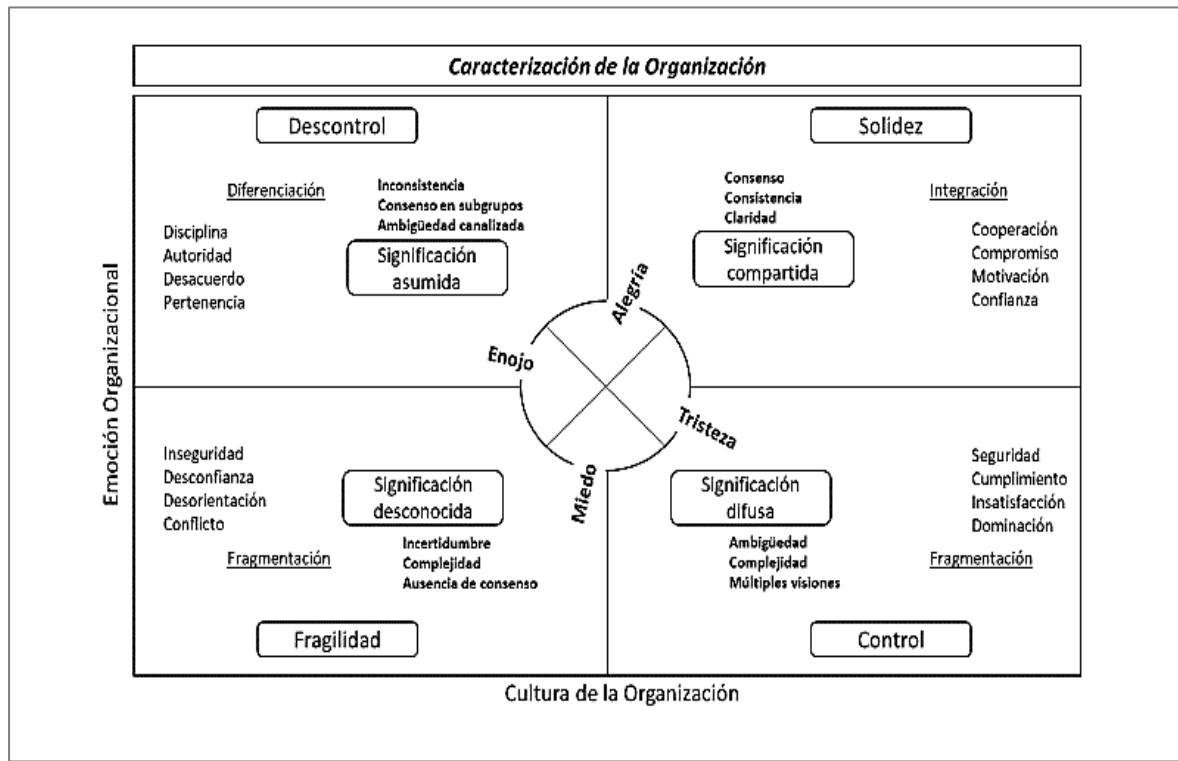 Caracterización de la Organización
Descontrol
Diferenciación
Inconsistencia
Consenso en subgrupos
Ambigüedad canalizada
Disciplina
Autoridad
Desacuerdo
Pertenencia
Significación
asumida
Solidez
Consenso
Consistencia
Claridad
Integración
Significación
compartida
Cooperación
Compromiso
Motivación
Confianza
Alegría
Enojo
Tristeza
Miedo
Emoción Organizacional
Inseguridad
Desconfianza
Desorientación
Conflicto
Significación
desconocida
Fragmentación
Incertidumbre
Complejidad
Ausencia de consenso
Fragilidad
Significación
difusa
Seguridad
Cumplimiento
Insatisfacción
Dominación
Ambigüedad
Complejidad
Múltiples visiones
Fragmentación
Control
Cultura de la Organización